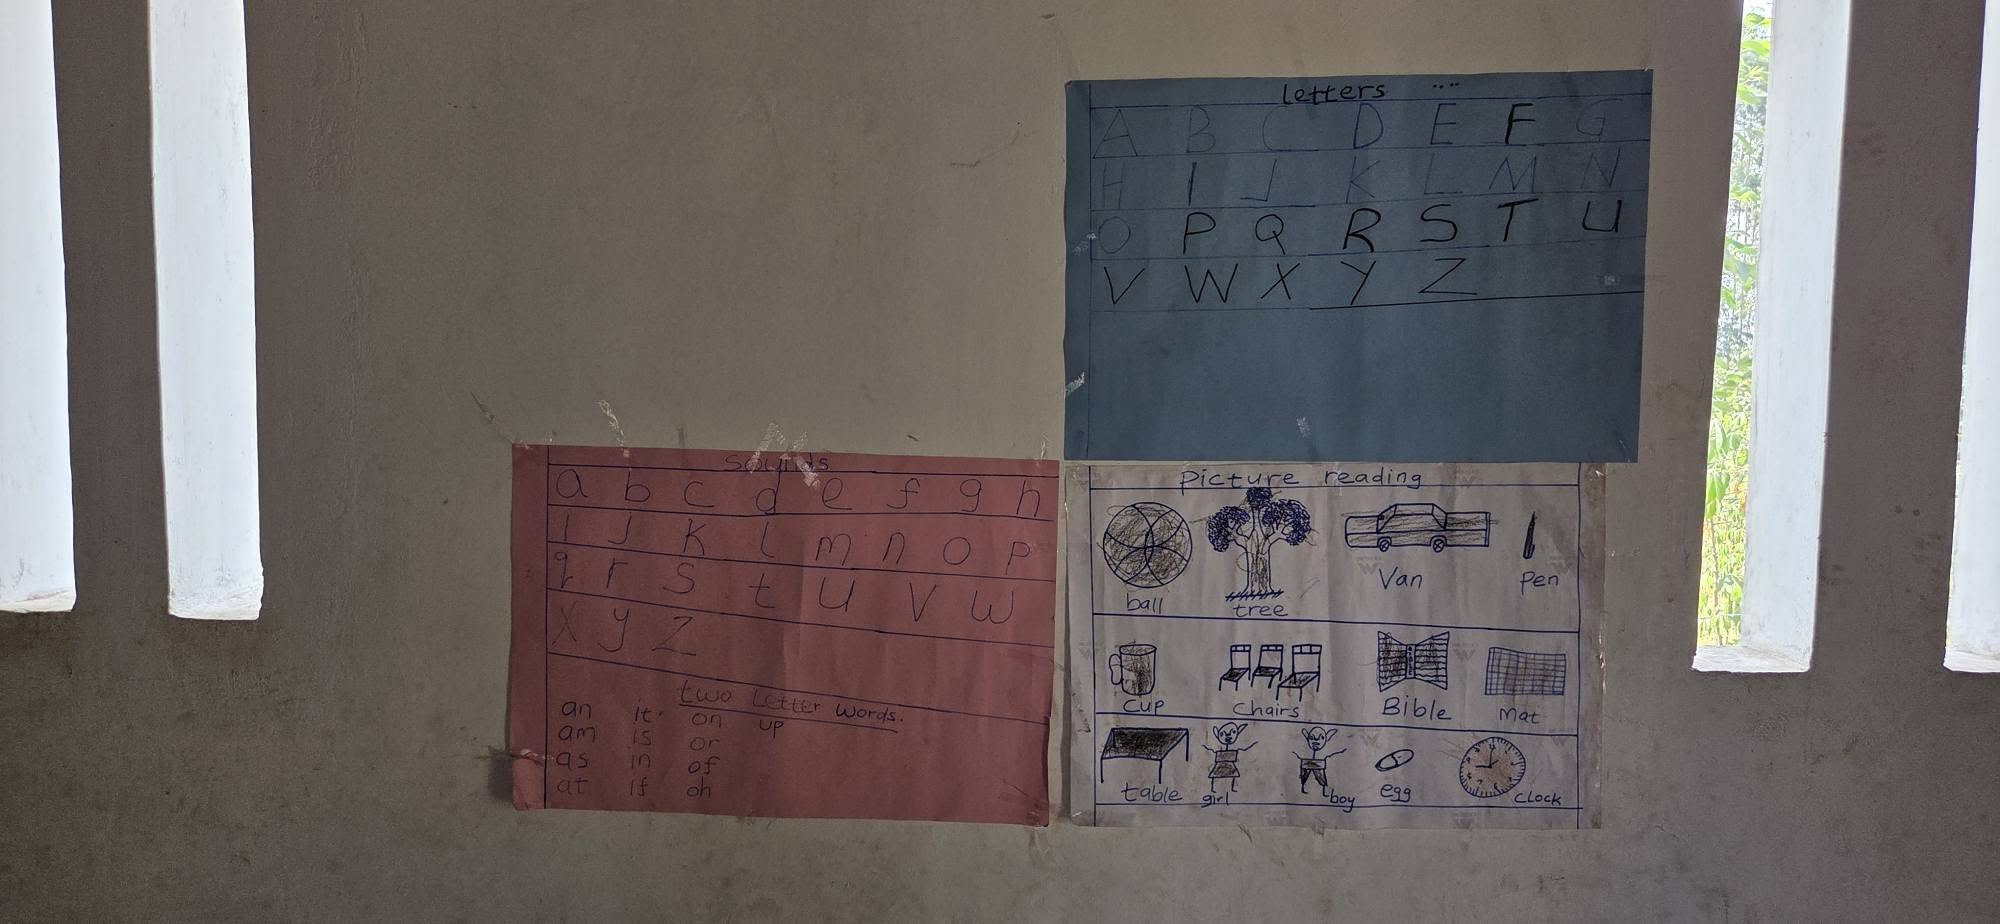 letters
A B C D E F G
H I J K L M N
O P Q R S T U
V W X Y Z
Sounds
a b c d e f g h
i j k l m n o p
q r s t u v w
x y z
two letter words.
an it on up
am is or
as in of
at if oh
Picture reading
ball tree Van Pen
Cup Chairs Bible Mat
table girl boy egg Clock